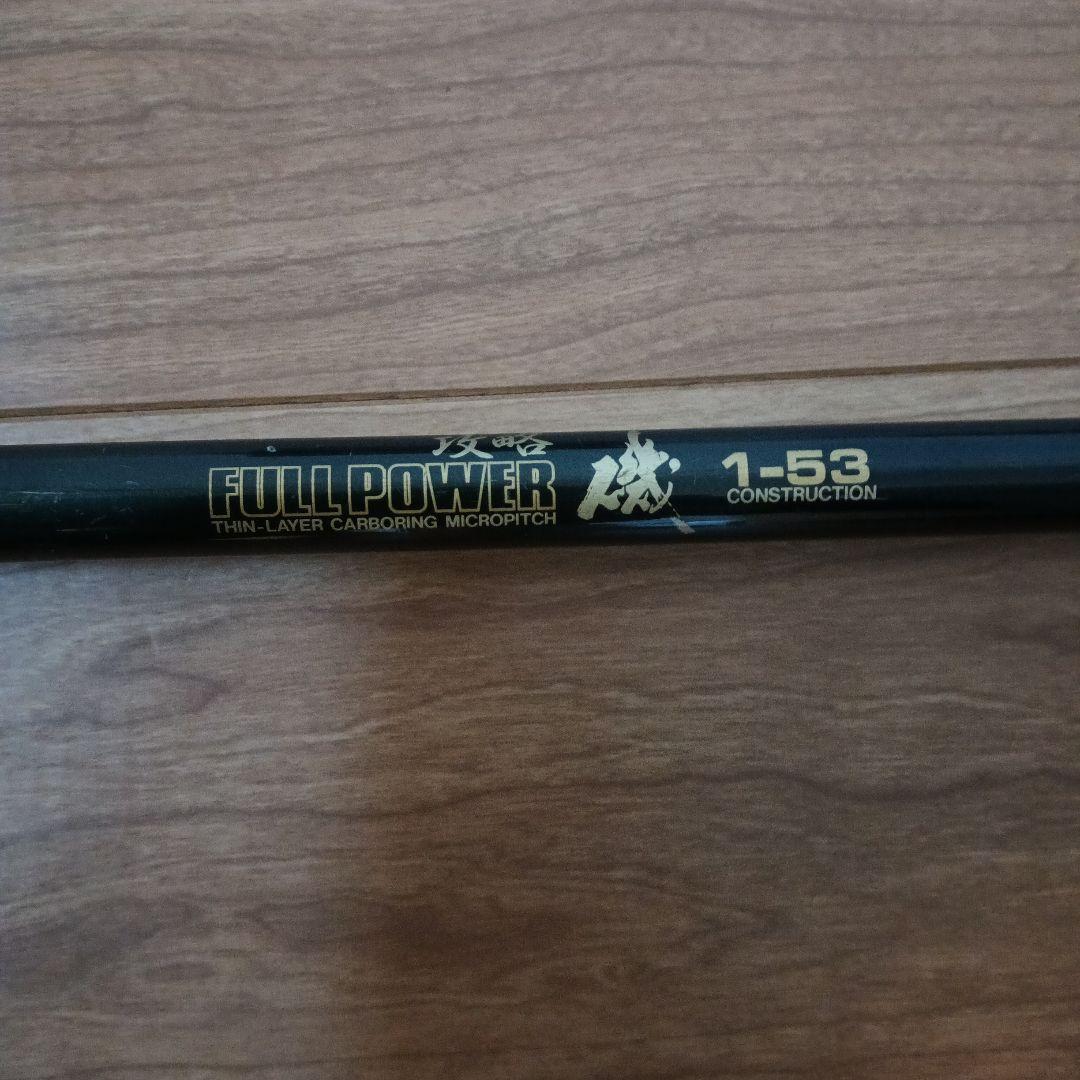 攻略
FULL POWER 磯 1-53
THIN-LAYER CARBORING MICROPITCH CONSTRUCTION